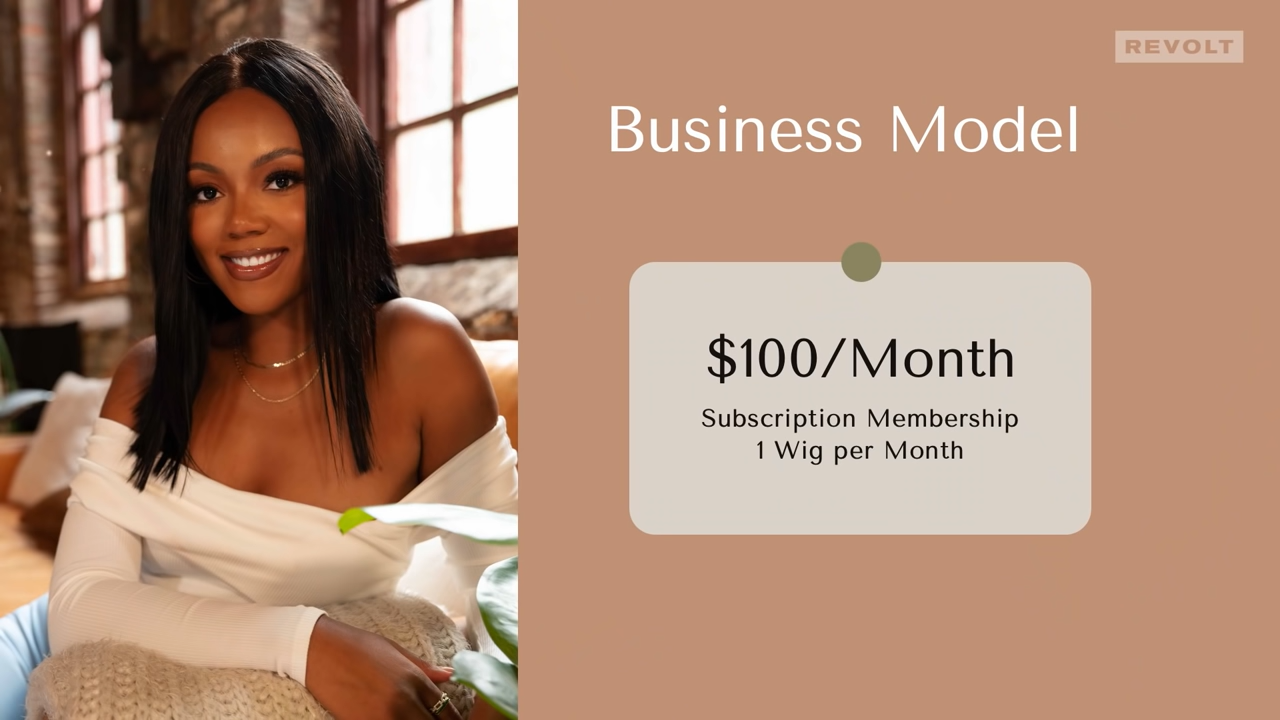 REVOLT
Business Model
$100/Month
Subscription Membership
1 Wig per Month